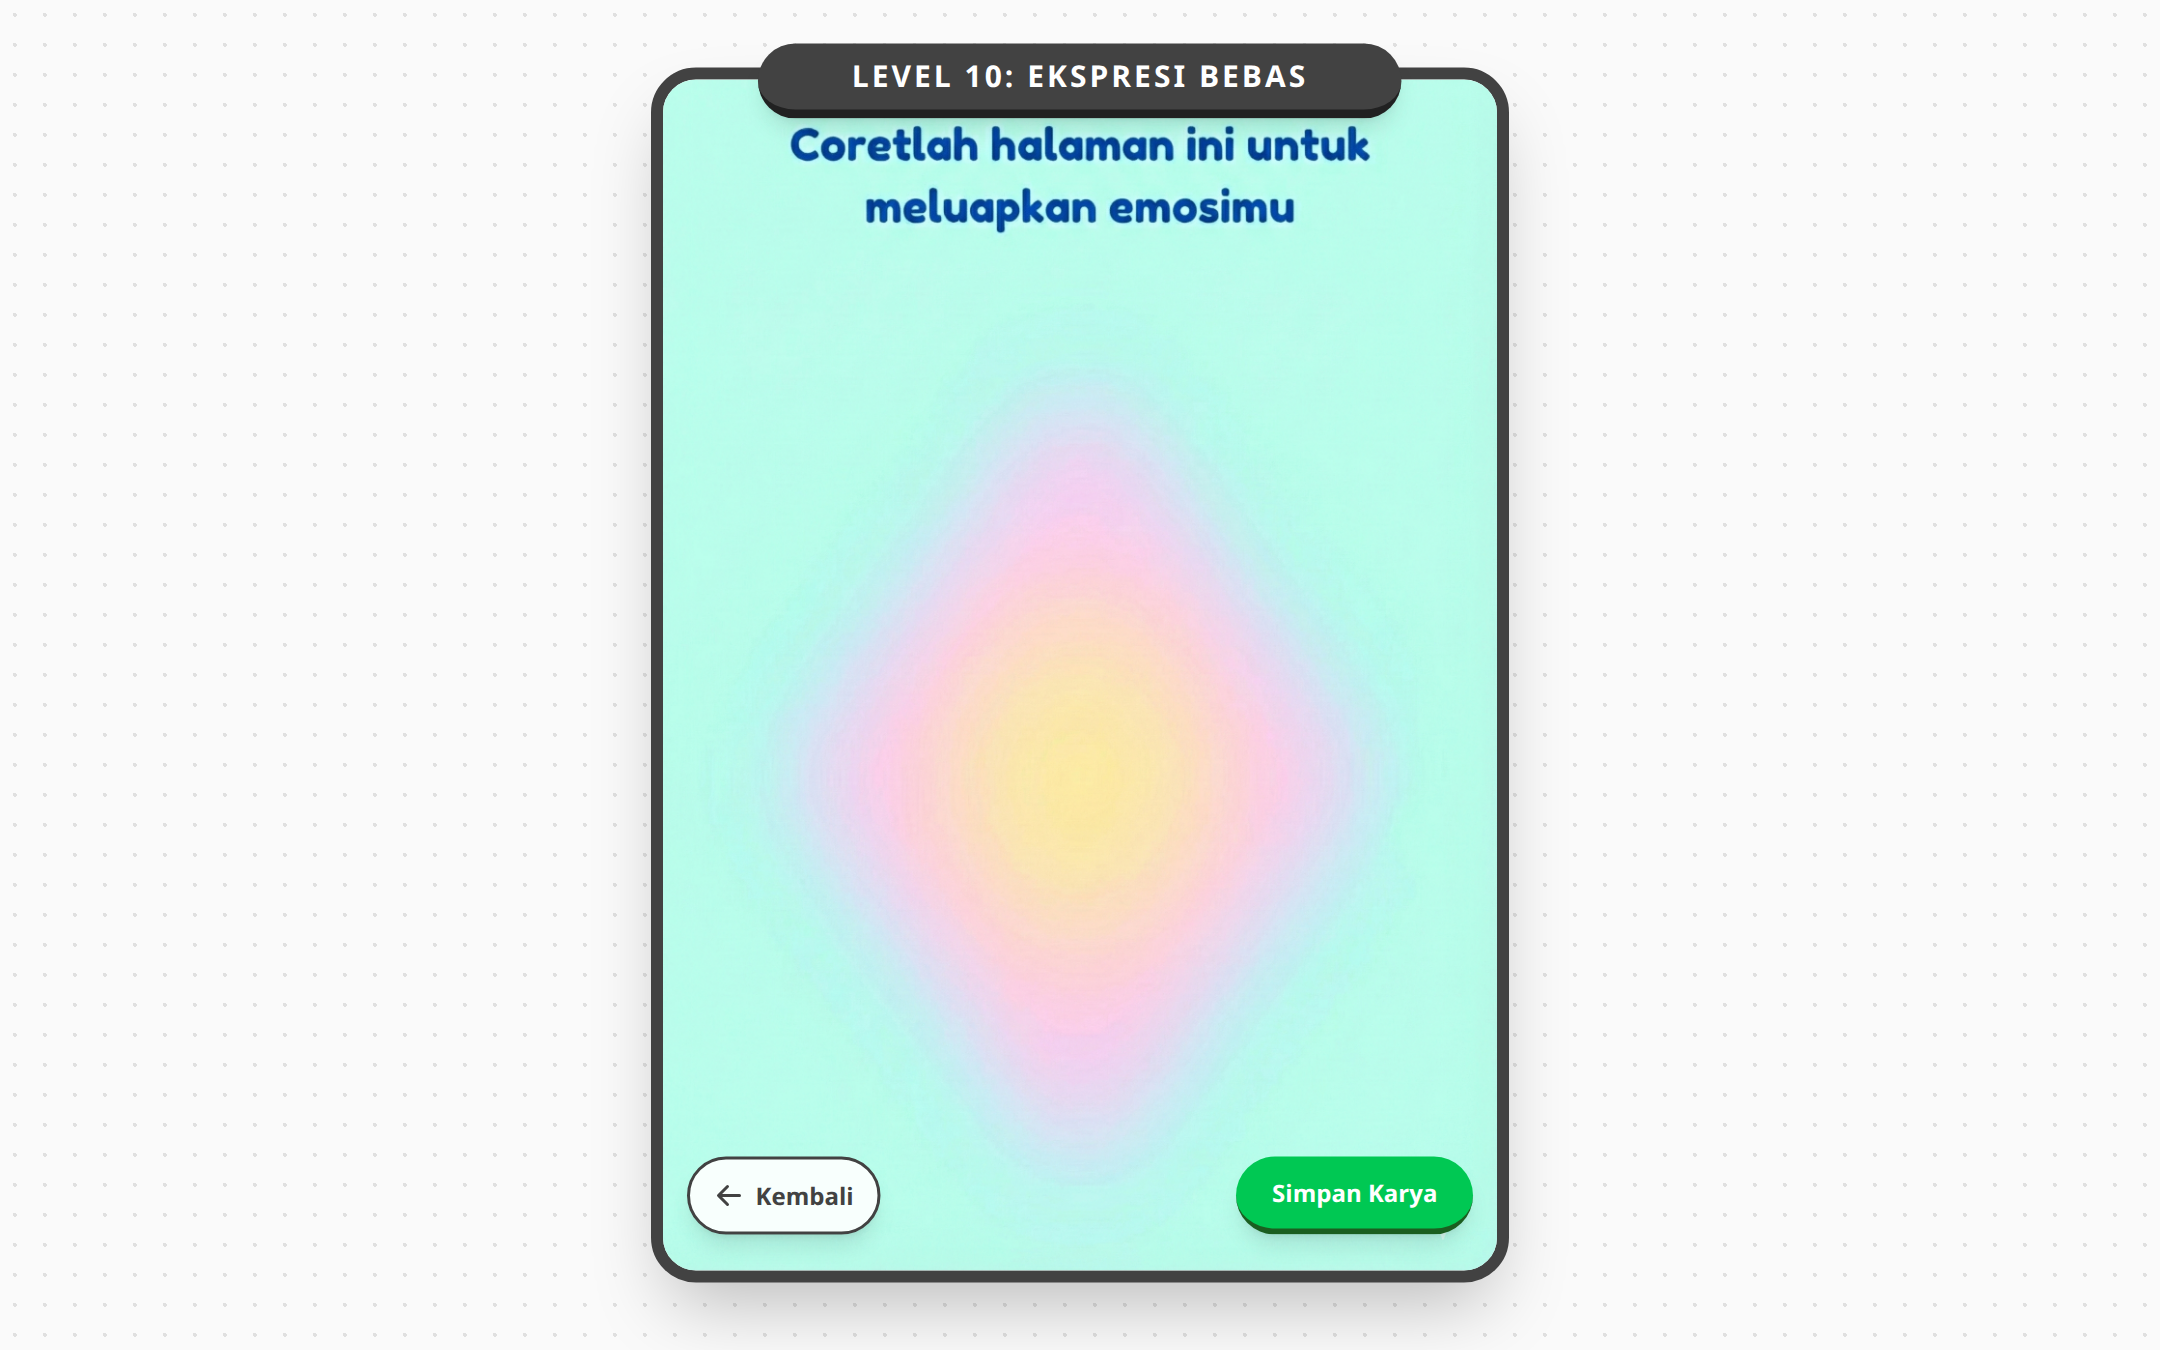 LEVEL 10: EKSPRESI BEBAS
Coretlah halaman ini untuk
meluapkan emosimu
Kembali
Simpan Karya